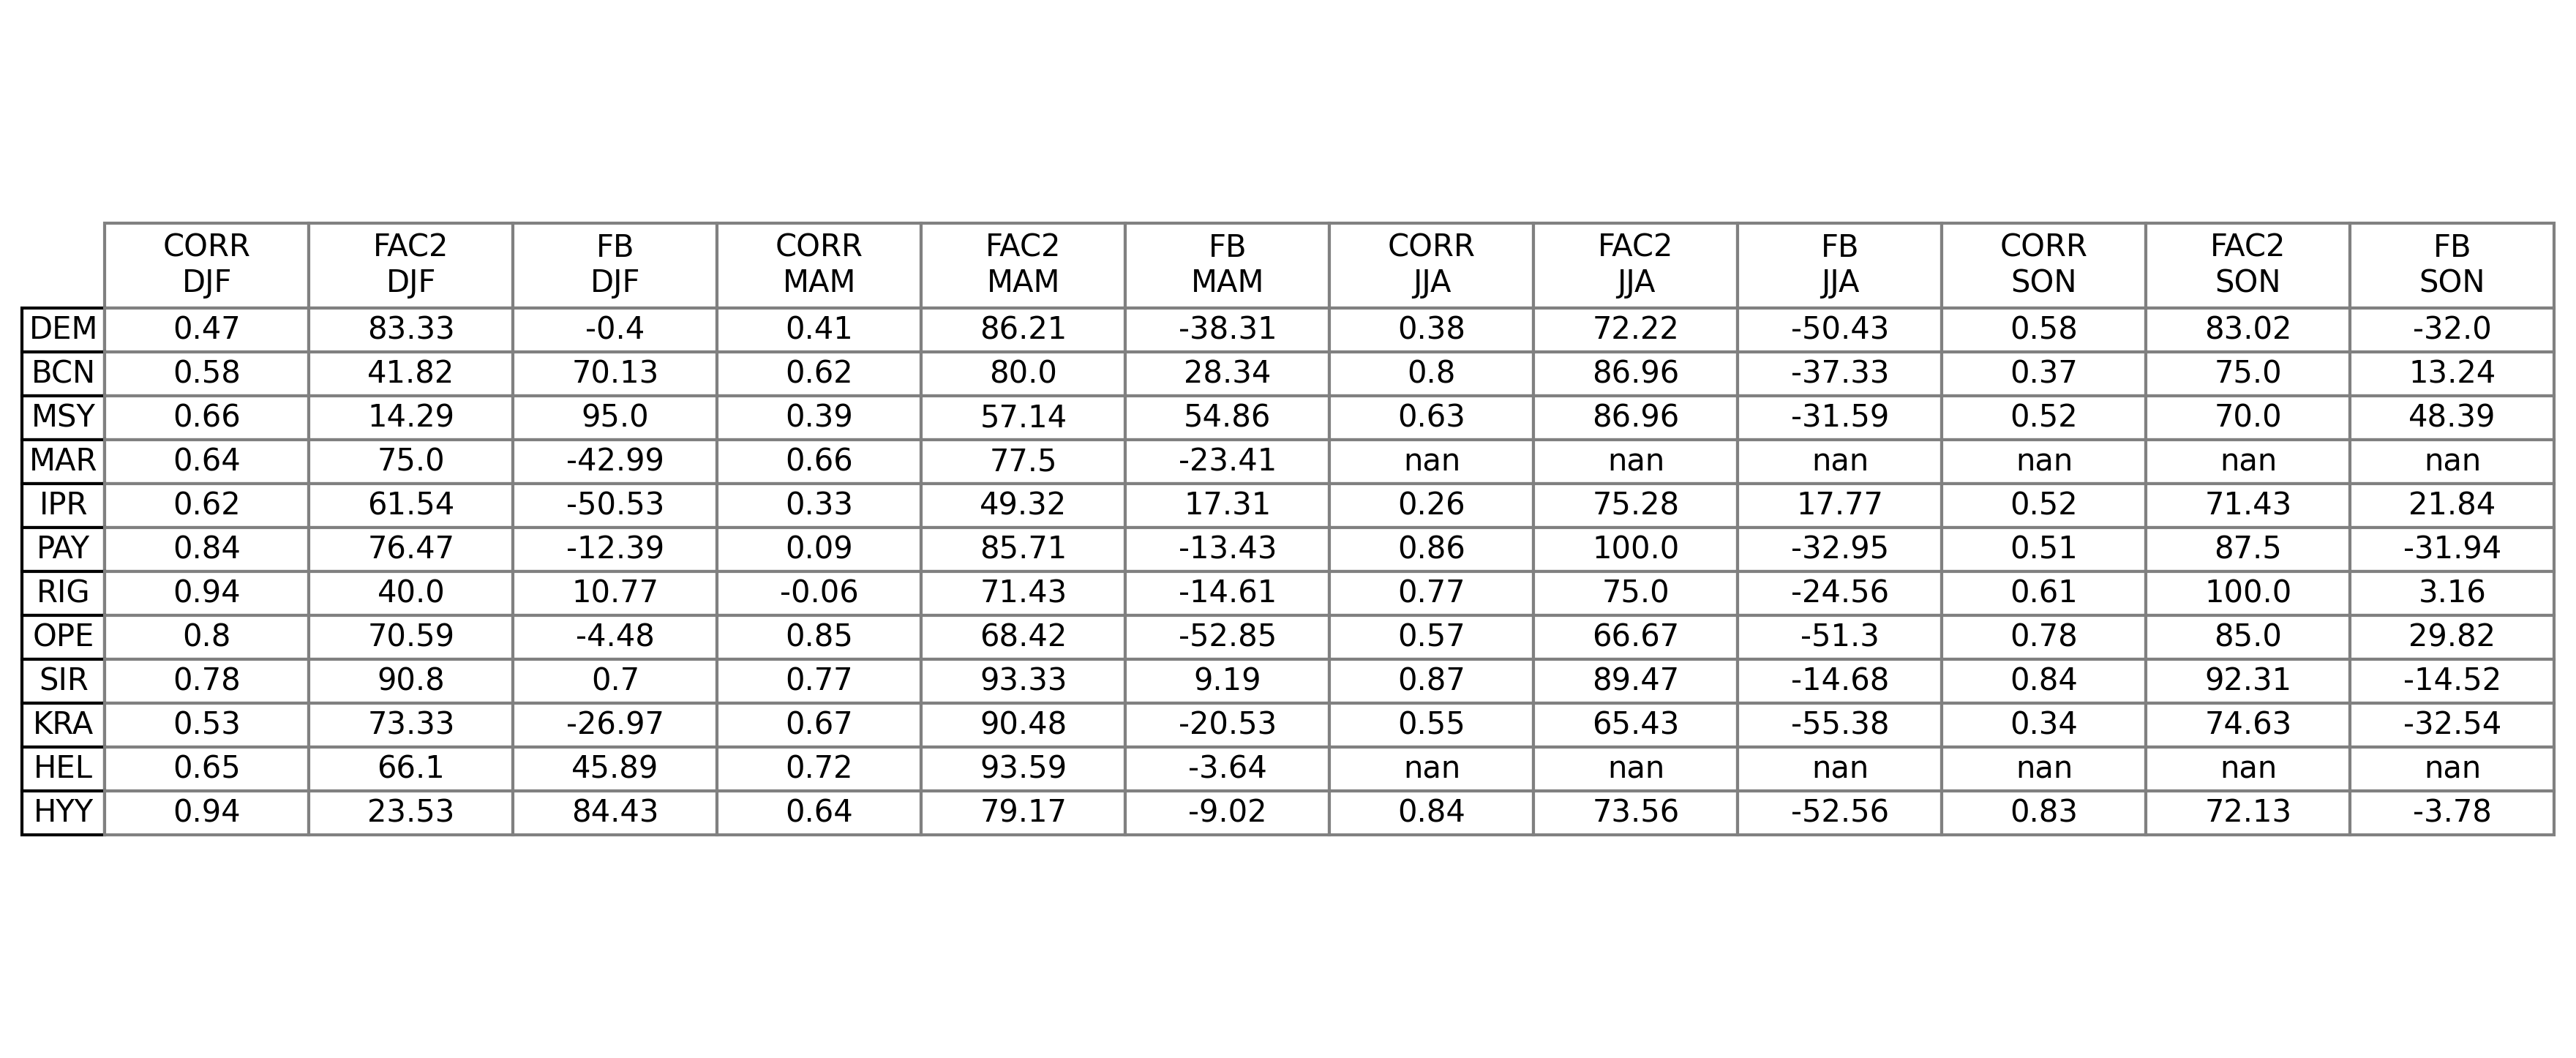 CORR FAC2 FB CORR FAC2 FB CORR FAC2 FB CORR FAC2 FB
DJF DJF DJF MAM MAM MAM JJA JJA JJA SON SON SON
DEM 0.47 83.33 -0.4 0.41 86.21 -38.31 0.38 72.22 -50.43 0.58 83.02 -32.0
BCN 0.58 41.82 70.13 0.62 80.0 28.34 0.8 86.96 -37.33 0.37 75.0 13.24
MSY 0.66 14.29 95.0 0.39 57.14 54.86 0.63 86.96 -31.59 0.52 70.0 48.39
MAR 0.64 75.0 -42.99 0.66 77.5 -23.41 nan nan nan nan nan nan
IPR 0.62 61.54 -50.53 0.33 49.32 17.31 0.26 75.28 17.77 0.52 71.43 21.84
PAY 0.84 76.47 -12.39 0.09 85.71 -13.43 0.86 100.0 -32.95 0.51 87.5 -31.94
RIG 0.94 40.0 10.77 -0.06 71.43 -14.61 0.77 75.0 -24.56 0.61 100.0 3.16
OPE 0.8 70.59 -4.48 0.85 68.42 -52.85 0.57 66.67 -51.3 0.78 85.0 29.82
SIR 0.78 90.8 0.7 0.77 93.33 9.19 0.87 89.47 -14.68 0.84 92.31 -14.52
KRA 0.53 73.33 -26.97 0.67 90.48 -20.53 0.55 65.43 -55.38 0.34 74.63 -32.54
HEL 0.65 66.1 45.89 0.72 93.59 -3.64 nan nan nan nan nan nan
HYY 0.94 23.53 84.43 0.64 79.17 -9.02 0.84 73.56 -52.56 0.83 72.13 -3.78